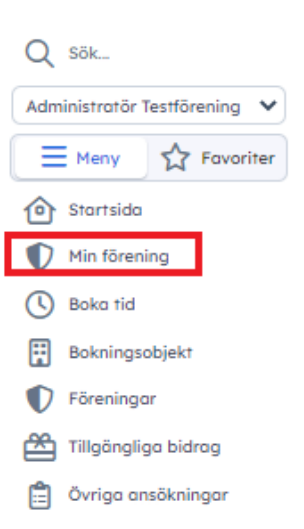 Sök...
Administratör Testförening
Meny Favoriter
Startsida
Min förening
Boka tid
Bokningsobjekt
Föreningar
Tillgängliga bidrag
Övriga ansökningar